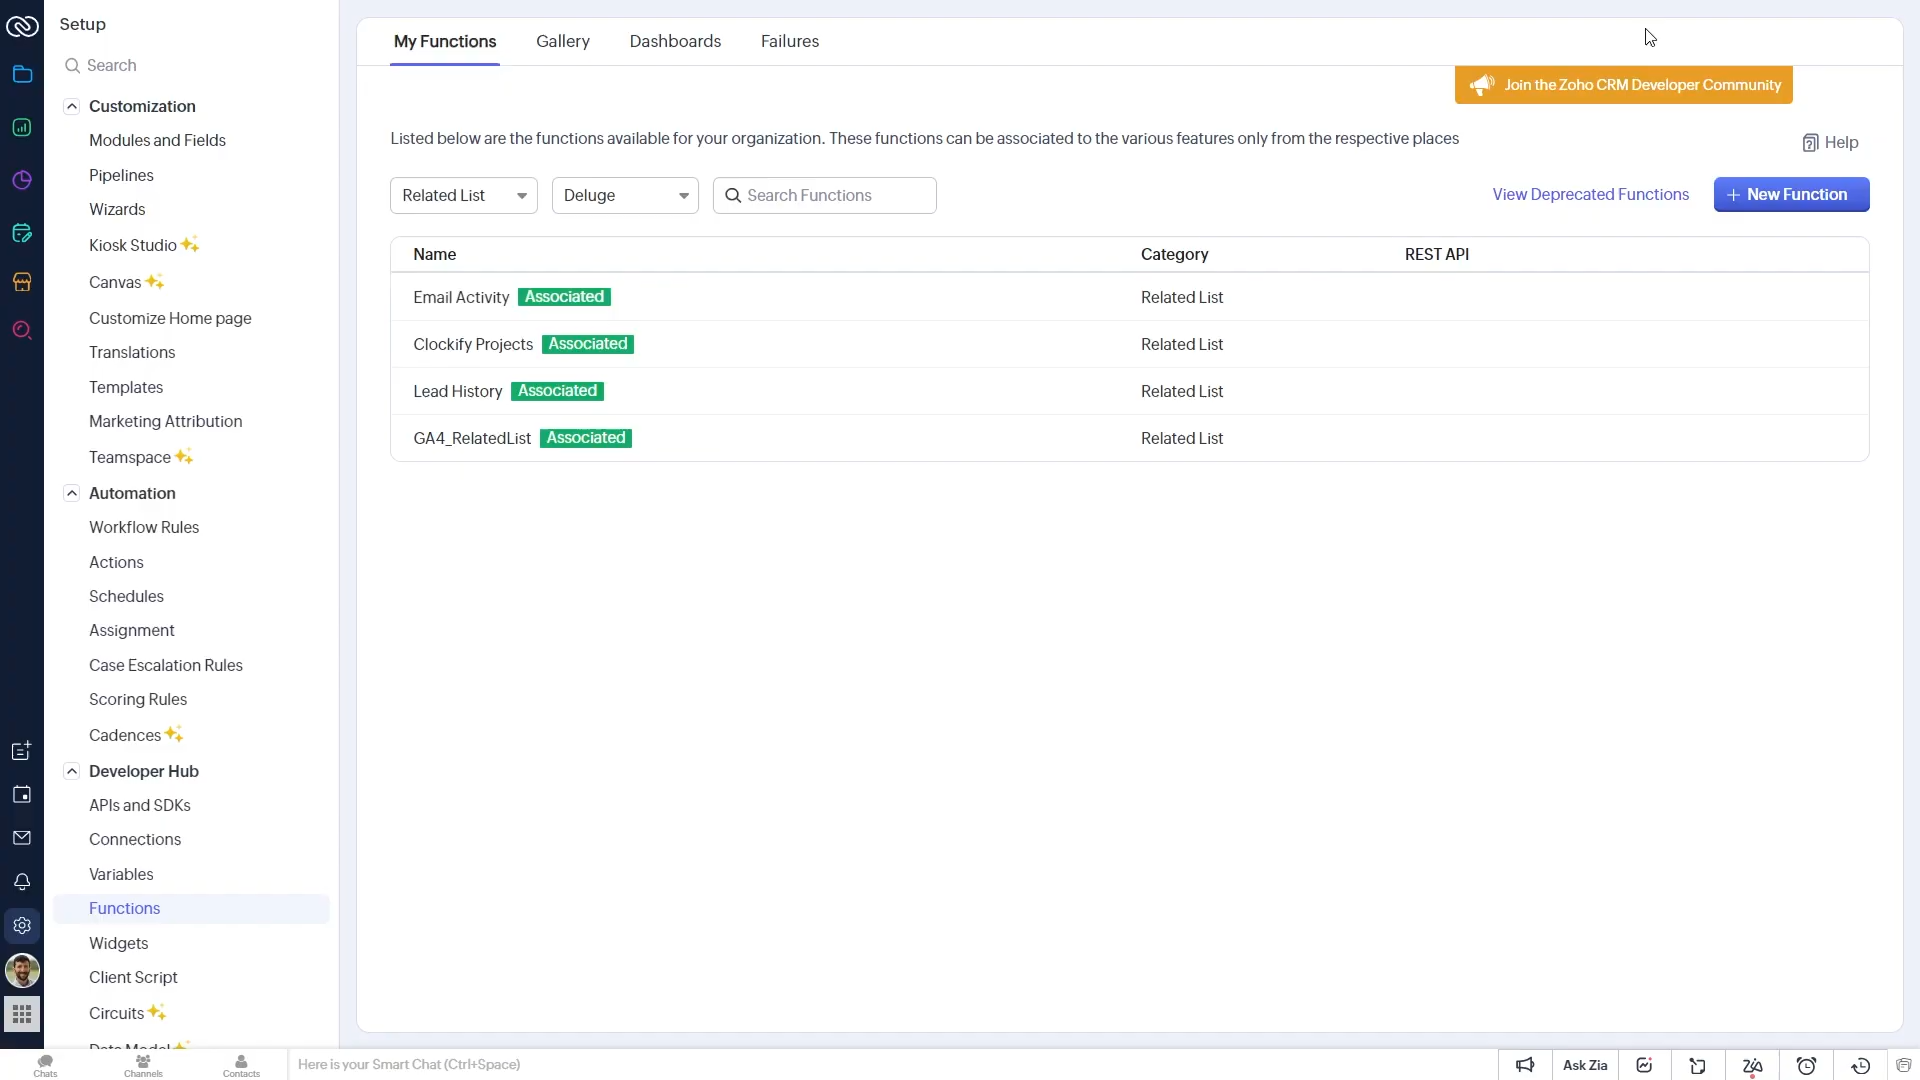 Setup
Search
Customization
Modules and Fields
Pipelines
Wizards
Kiosk Studio
Canvas
Customize Home page
Translations
Templates
Marketing Attribution
Teamspace
Automation
Workflow Rules
Actions
Schedules
Assignment
Case Escalation Rules
Scoring Rules
Cadences
Developer Hub
APIs and SDKs
Connections
Variables
Functions
Widgets
Client Script
Circuits
Data Model
My Functions Gallery Dashboards Failures
Join the Zoho CRM Developer Community
Listed below are the functions available for your organization. These functions can be associated to the various features only from the respective places
Help
Related List Deluge Search Functions View Deprecated Functions + New Function
Name Category REST API
Email Activity Associated Related List
Clockify Projects Associated Related List
Lead History Associated Related List
GA4_RelatedList Associated Related List
Chats Channels Contacts Here is your Smart Chat (Ctrl+Space) Ask Zia